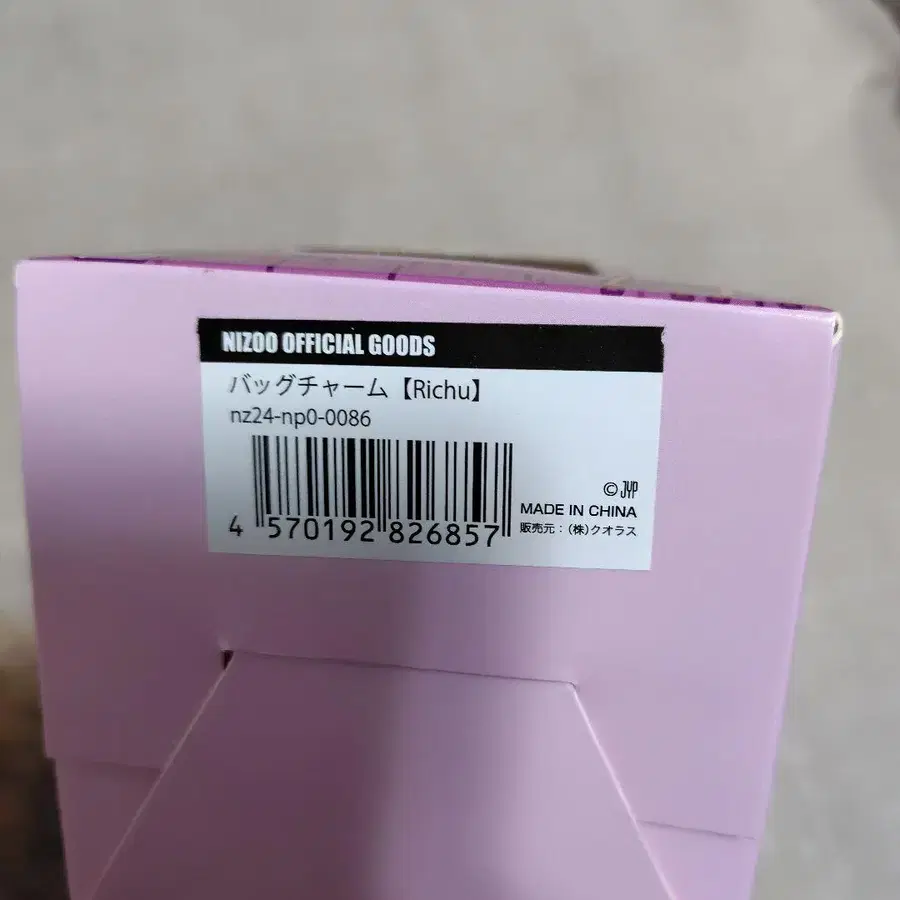 NIZOO OFFICIAL GOODS
バッグチャーム【Richu】
nz24-np0-0086
© JYP
MADE IN CHINA
4 570192 826857
販売元：(株)クオラス